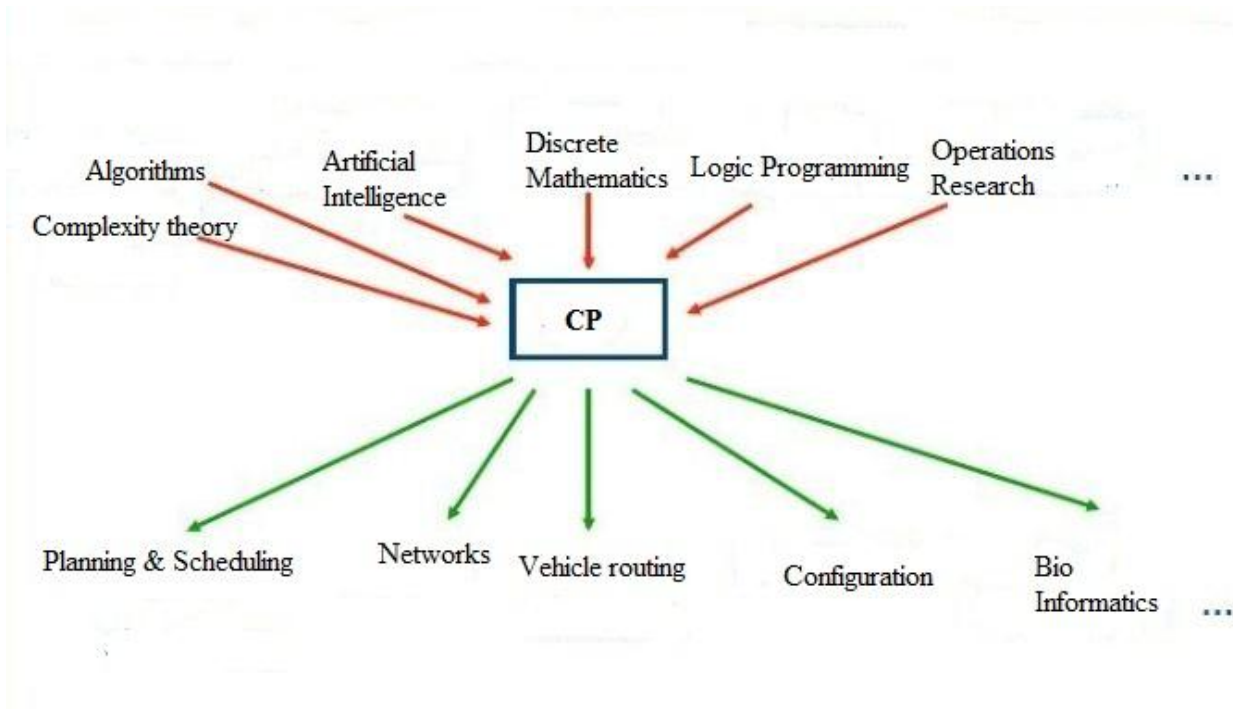 Algorithms
Complexity theory
Artificial
Intelligence
Discrete
Mathematics
Logic Programming
Operations
Research
...
CP
Planning & Scheduling
Networks
Vehicle routing
Configuration
Bio
Informatics
...